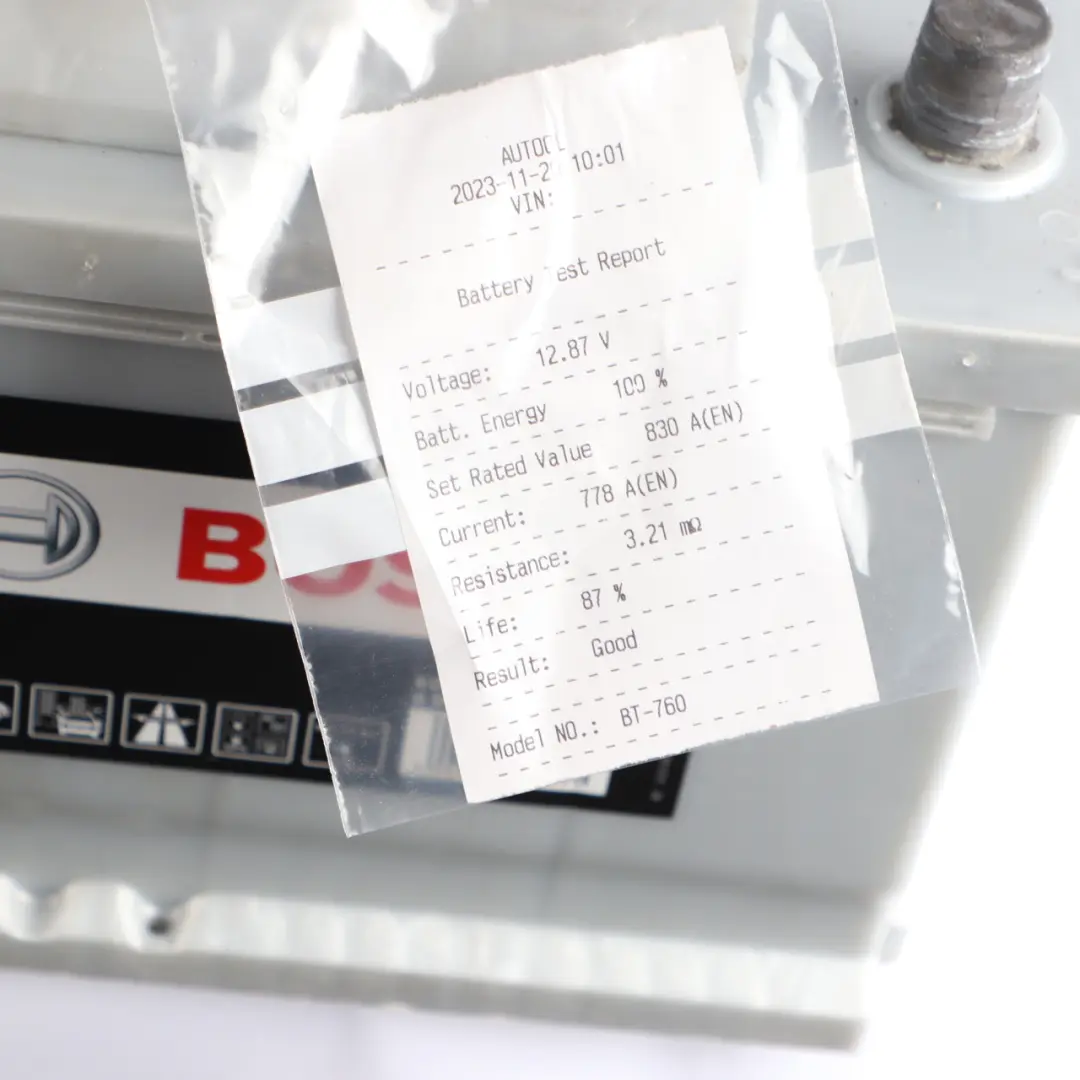 VIN:
Battery Test Report
Voltage: 12.87 V
Batt. Energy 100 %
Set Rated Value 830 A(EN)
Current: 778 A(EN)
Resistance: 3.21 mΩ
Life: 87 %
Result: Good
Model NO.: BT-760
BOS